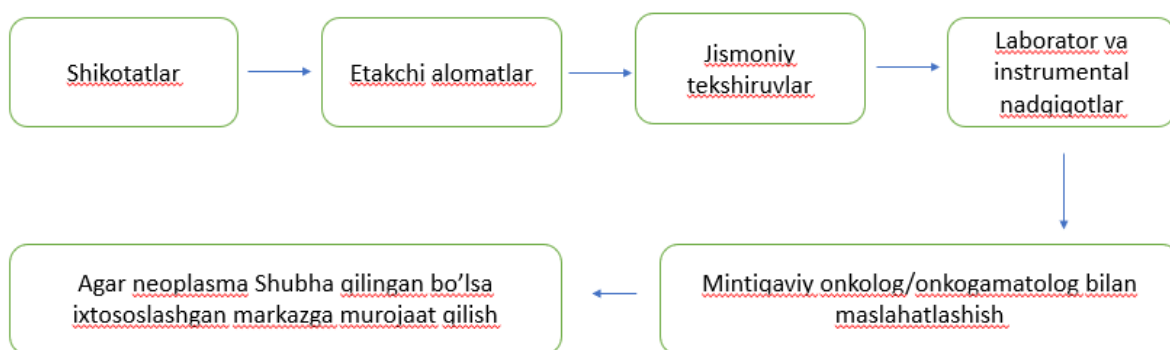 Shikotatlar
Etakchi alomatlar
Jismoniy
tekshiruvlar
Laborator va
instrumental
nadqiqotlar
Mintiqaviy onkolog/onkogamatolog bilan
maslahatlashish
Agar neoplasma Shubha qilingan bo’lsa
ixtososlashgan markazga murojaat qilish